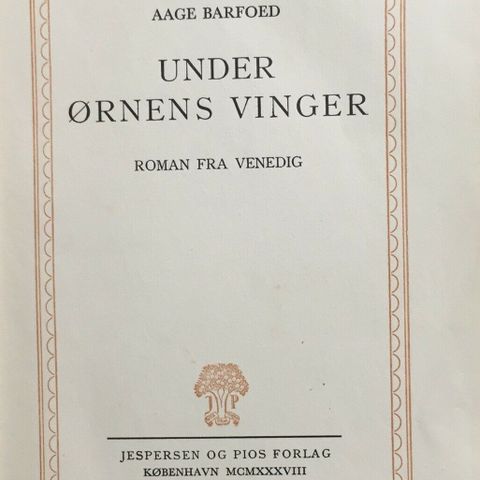 AAGE BARFOED
UNDER
ØRNENS VINGER
ROMAN FRA VENEDIG
J P
JESPERSEN OG PIOS FORLAG
KØBENHAVN MCMXXXVIII